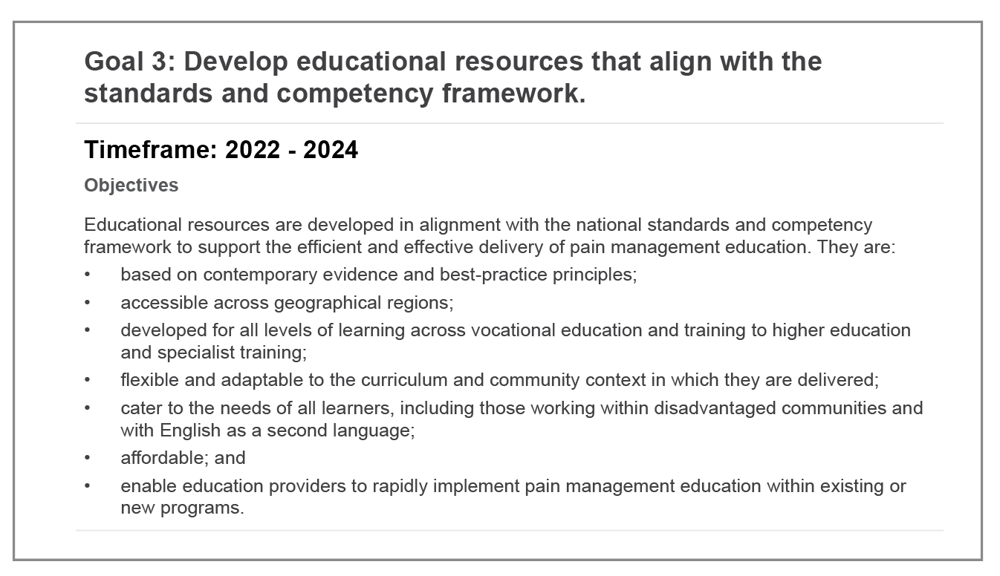 Goal 3: Develop educational resources that align with the
standards and competency framework.
Timeframe: 2022 - 2024
Objectives
Educational resources are developed in alignment with the national standards and competency
framework to support the efficient and effective delivery of pain management education. They are:
• based on contemporary evidence and best-practice principles;
• accessible across geographical regions;
• developed for all levels of learning across vocational education and training to higher education
and specialist training;
• flexible and adaptable to the curriculum and community context in which they are delivered;
• cater to the needs of all learners, including those working within disadvantaged communities and
with English as a second language;
• affordable; and
• enable education providers to rapidly implement pain management education within existing or
new programs.